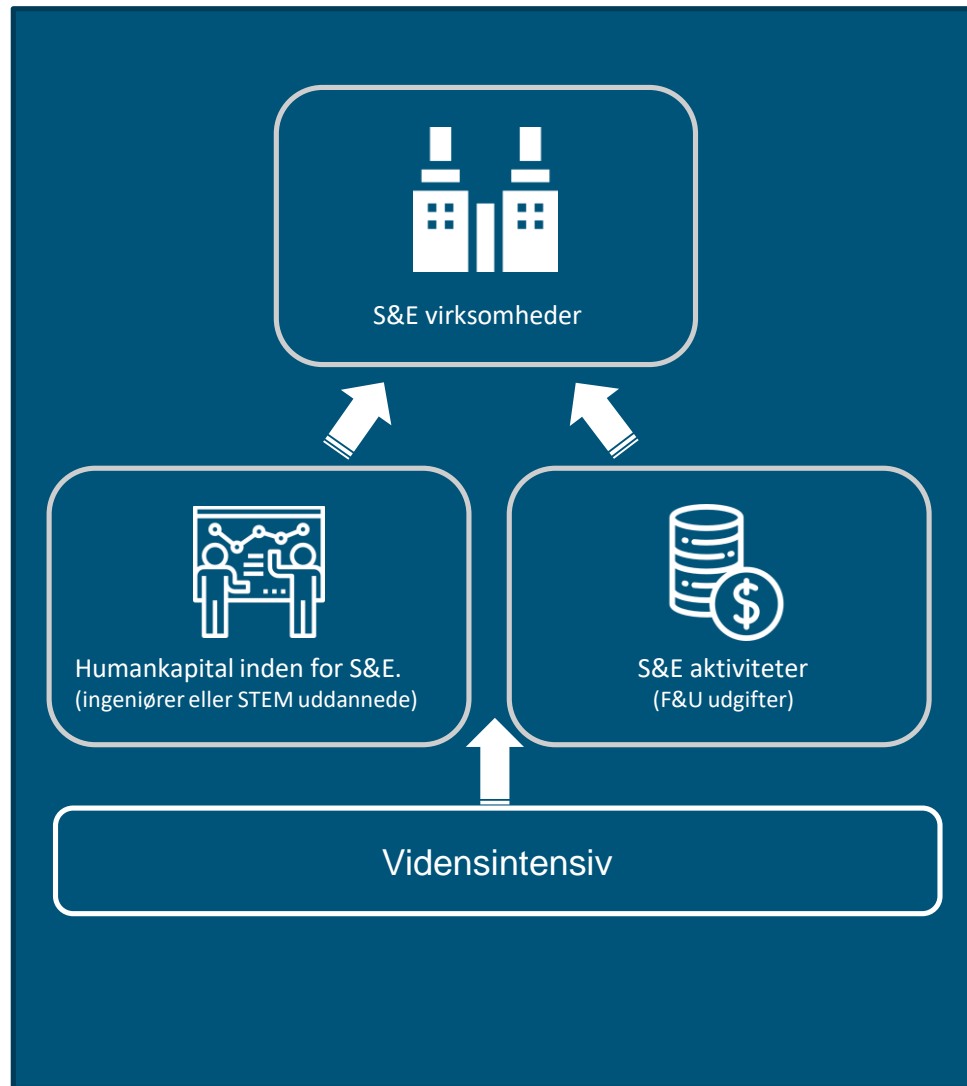 S&E virksomheder
Humankapital inden for S&E.
(ingeniører eller STEM uddannede)
S&E aktiviteter
(F&U udgifter)
Vidensintensiv